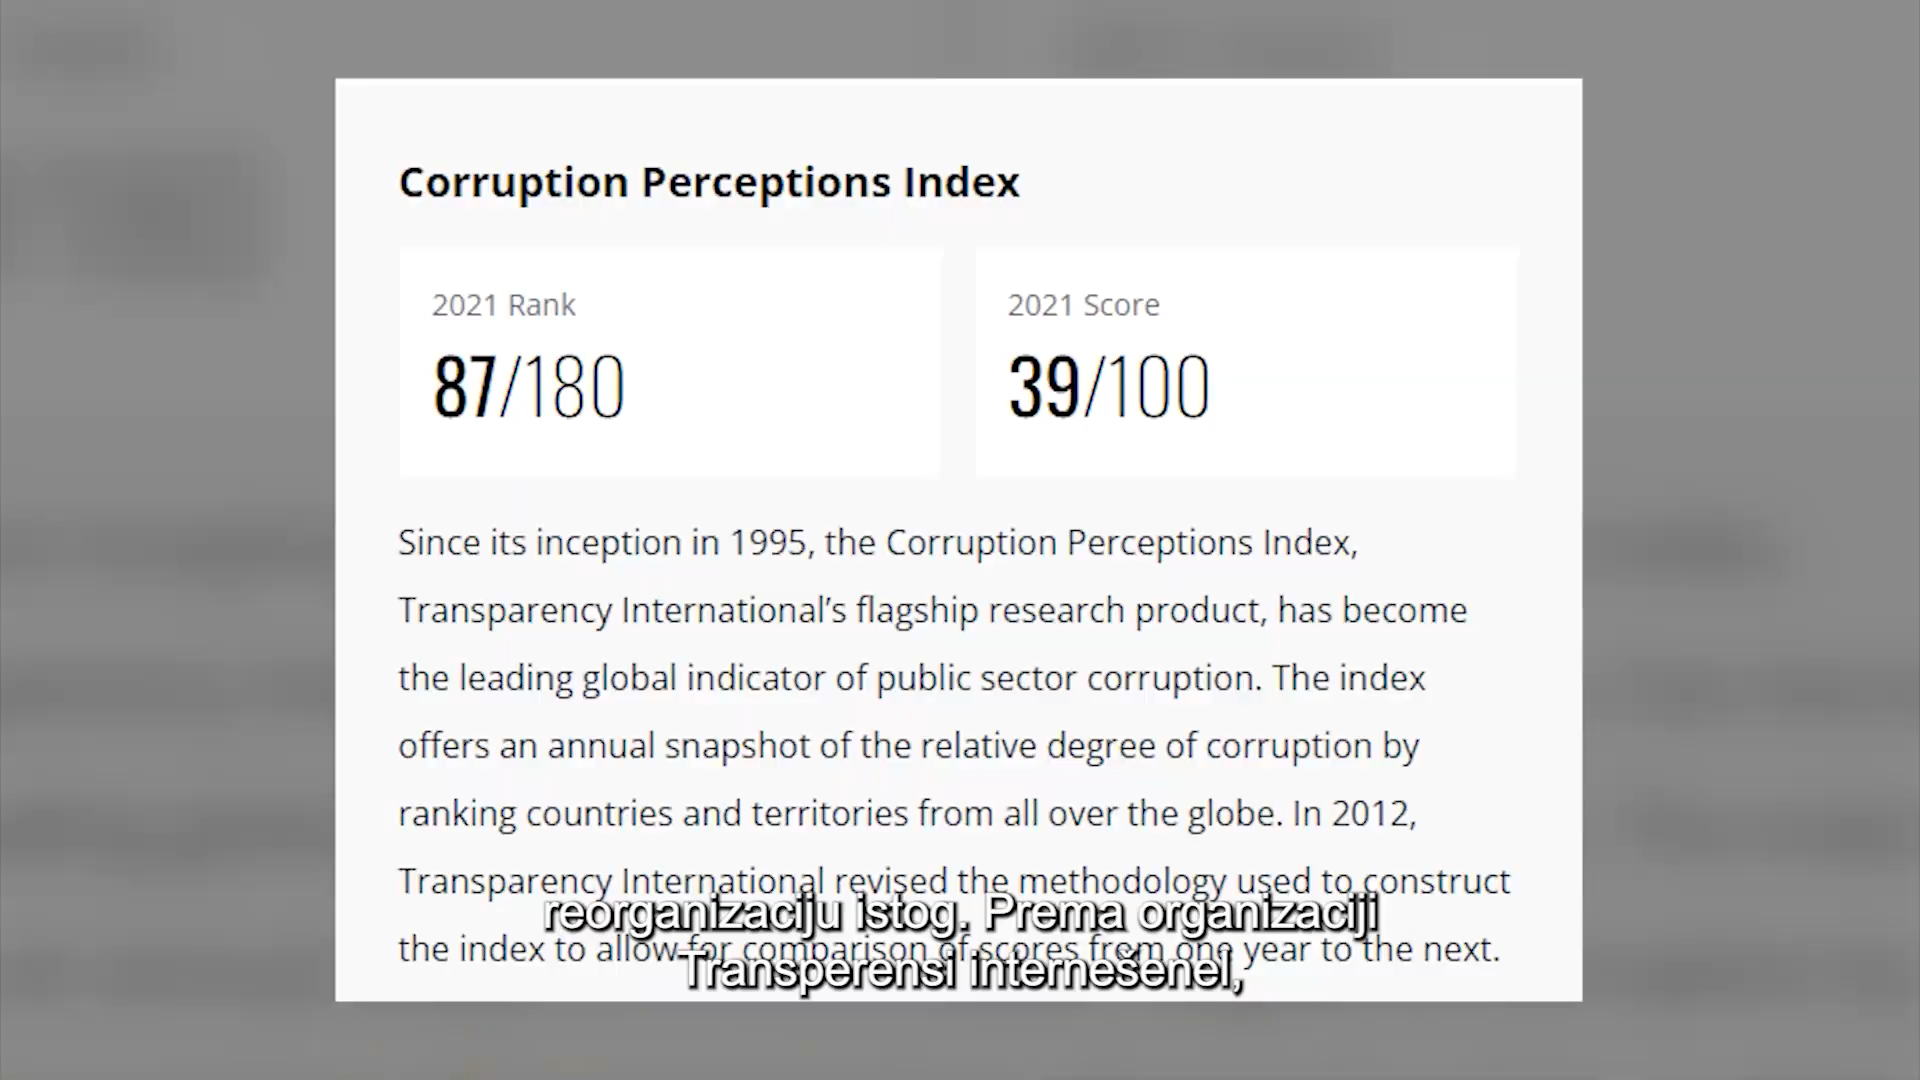 Corruption Perceptions Index
2021 Rank
87/180
2021 Score
39/100
Since its inception in 1995, the Corruption Perceptions Index,
Transparency International’s flagship research product, has become
the leading global indicator of public sector corruption. The index
offers an annual snapshot of the relative degree of corruption by
ranking countries and territories from all over the globe. In 2012,
Transparency International revised the methodology used to construct
the index to allow for comparison of scores from one year to the next.
reorganizaciju istog. Prema organizaciji
Transperensi internešenel,